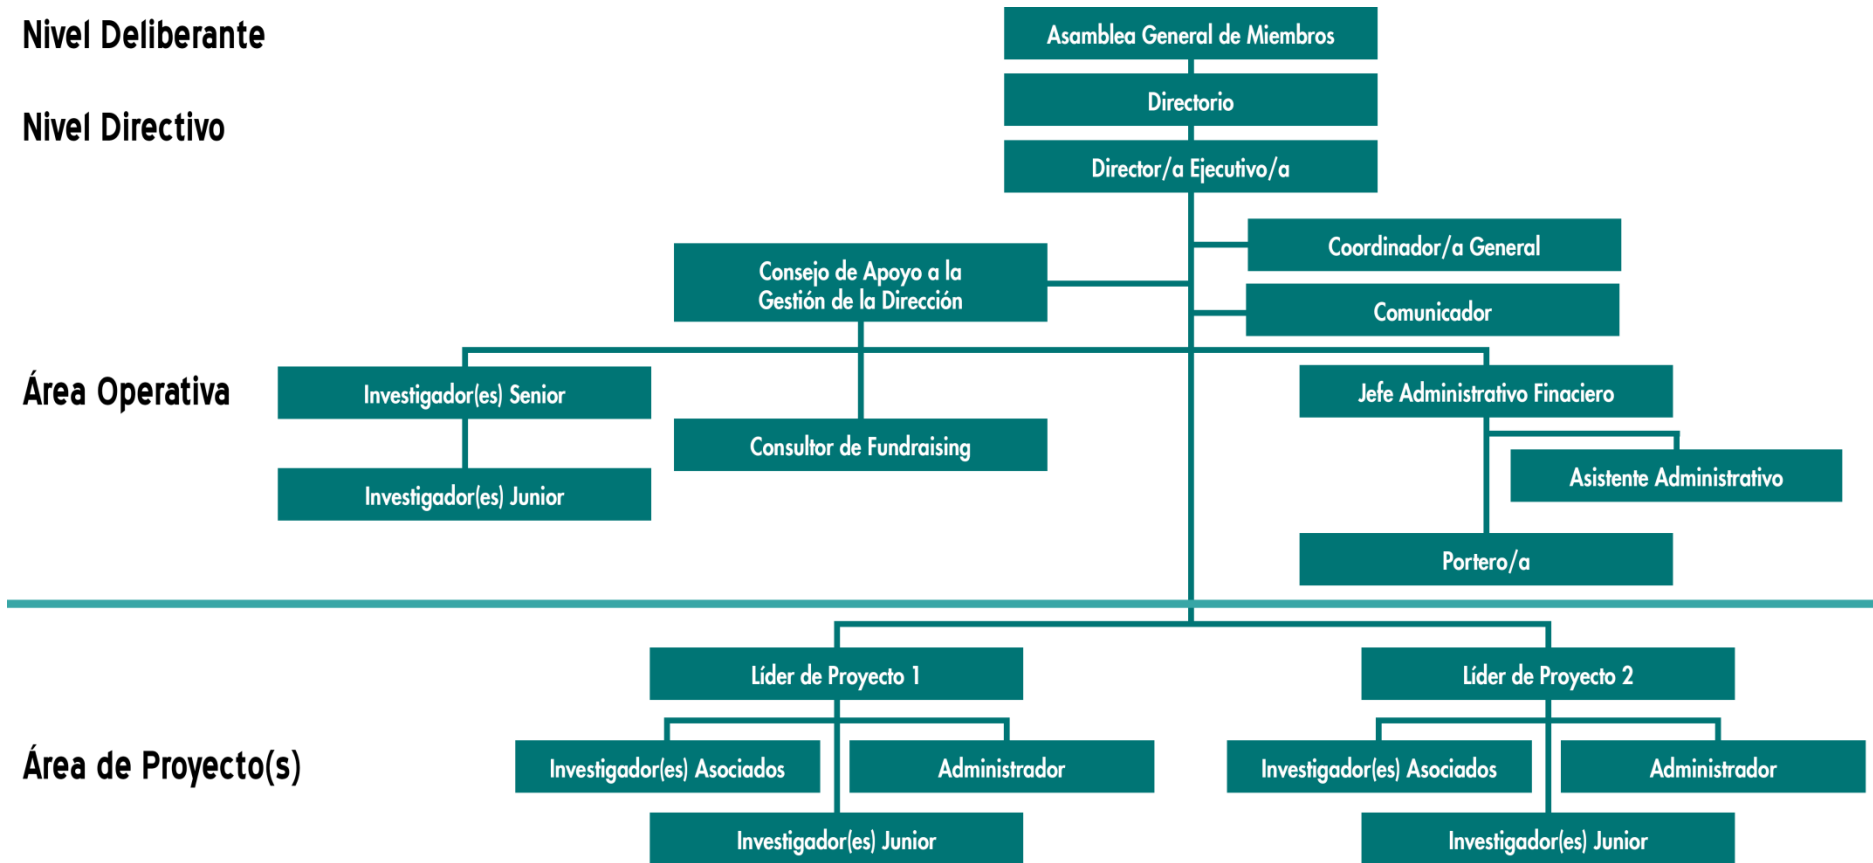 Nivel Deliberante
Asamblea General de Miembros
Directorio
Nivel Directivo
Director/a Ejecutivo/a
Coordinador/a General
Consejo de Apoyo a la
Gestión de la Dirección
Comunicador
Área Operativa
Investigador(es) Senior
Jefe Administrativo Finaciero
Consultor de Fundraising
Asistente Administrativo
Investigador(es) Junior
Portero/a
Líder de Proyecto 1
Líder de Proyecto 2
Área de Proyecto(s)
Investigador(es) Asociados
Administrador
Investigador(es) Asociados
Administrador
Investigador(es) Junior
Investigador(es) Junior